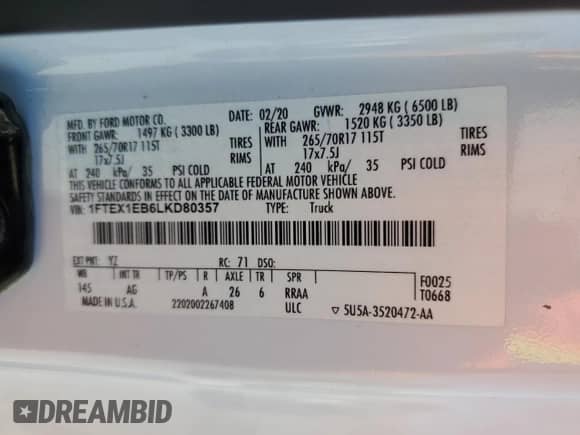 MFD. BY FORD MOTOR CO.
DATE: 02/20 GVWR: 2948 KG ( 6500 LB)
FRONT GAWR: 1497 KG ( 3300 LB)
REAR GAWR: 1520 KG ( 3350 LB)
WITH 265/70R17 115T TIRES
WITH 265/70R17 115T TIRES
17x7.5J RIMS
17x7.5J RIMS
AT 240 kPa/ 35 PSI COLD
AT 240 kPa/ 35 PSI COLD
THIS VEHICLE CONFORMS TO ALL APPLICABLE FEDERAL MOTOR VEHICLE
SAFETY STANDARDS IN EFFECT ON THE DATE OF MANUFACTURE SHOWN ABOVE.
VIN: 1FTEX1EB6LKD80357 TYPE: Truck
EXT PNT: YZ RC: 71 DSO:
WB INT TR TP/PS R AXLE TR SPR
F0025
145 AG A 26 6 RRAA
T0668
MADE IN U.S.A. 2202002267408 ULC ▽ 5U5A-3520472-AA
DREAMBID